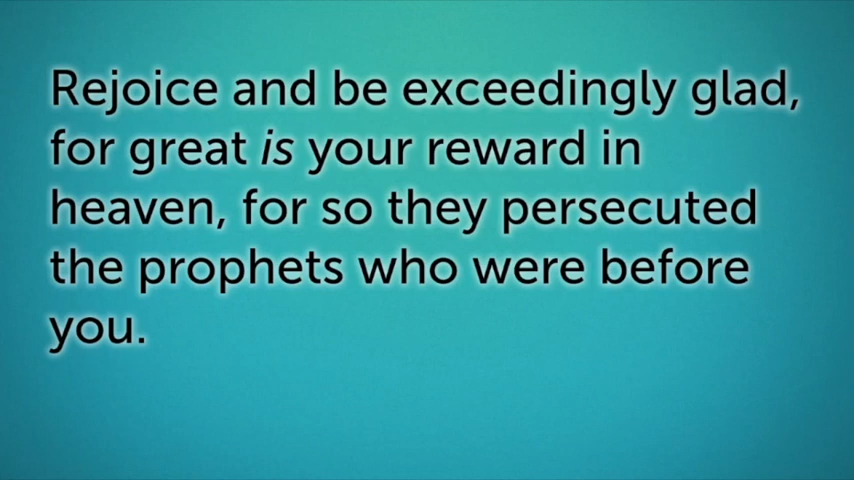 Rejoice and be exceedingly glad,
for great is your reward in
heaven, for so they persecuted
the prophets who were before
you.